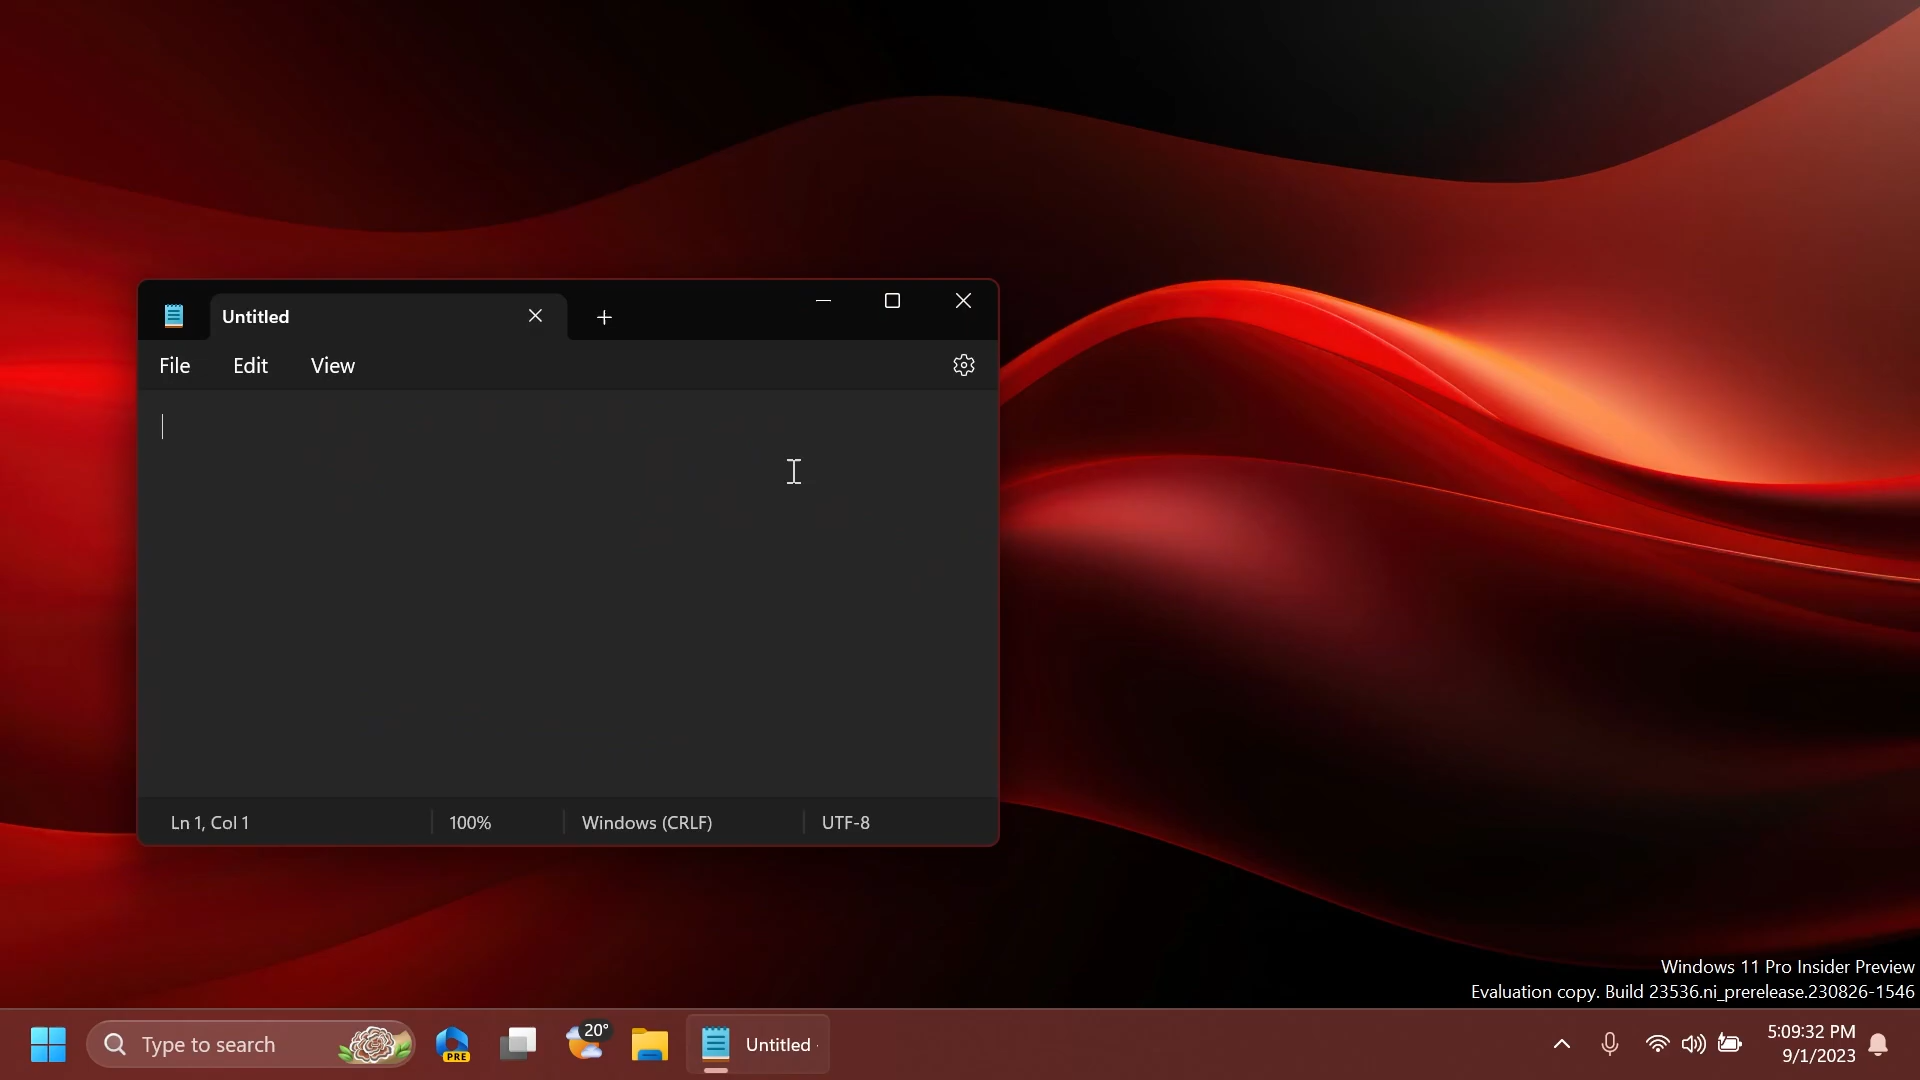 Untitled
File Edit View
Ln 1, Col 1 100% Windows (CRLF) UTF-8
Windows 11 Pro Insider Preview
Evaluation copy. Build 23536.ni_prerelease.230826-1546
Type to search PRE 20° Untitled 5:09:32 PM
9/1/2023